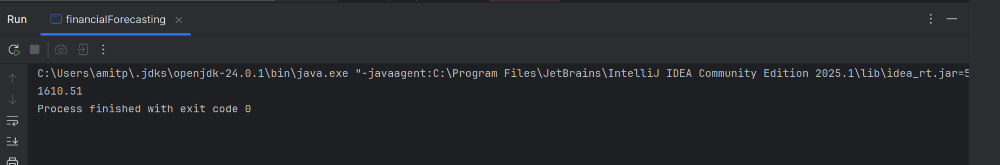 Run financialForecasting
C:\Users\amitp\.jdks\openjdk-24.0.1\bin\java.exe "-javaagent:C:\Program Files\JetBrains\IntelliJ IDEA Community Edition 2025.1\lib\idea_rt.jar=5
1610.51
Process finished with exit code 0